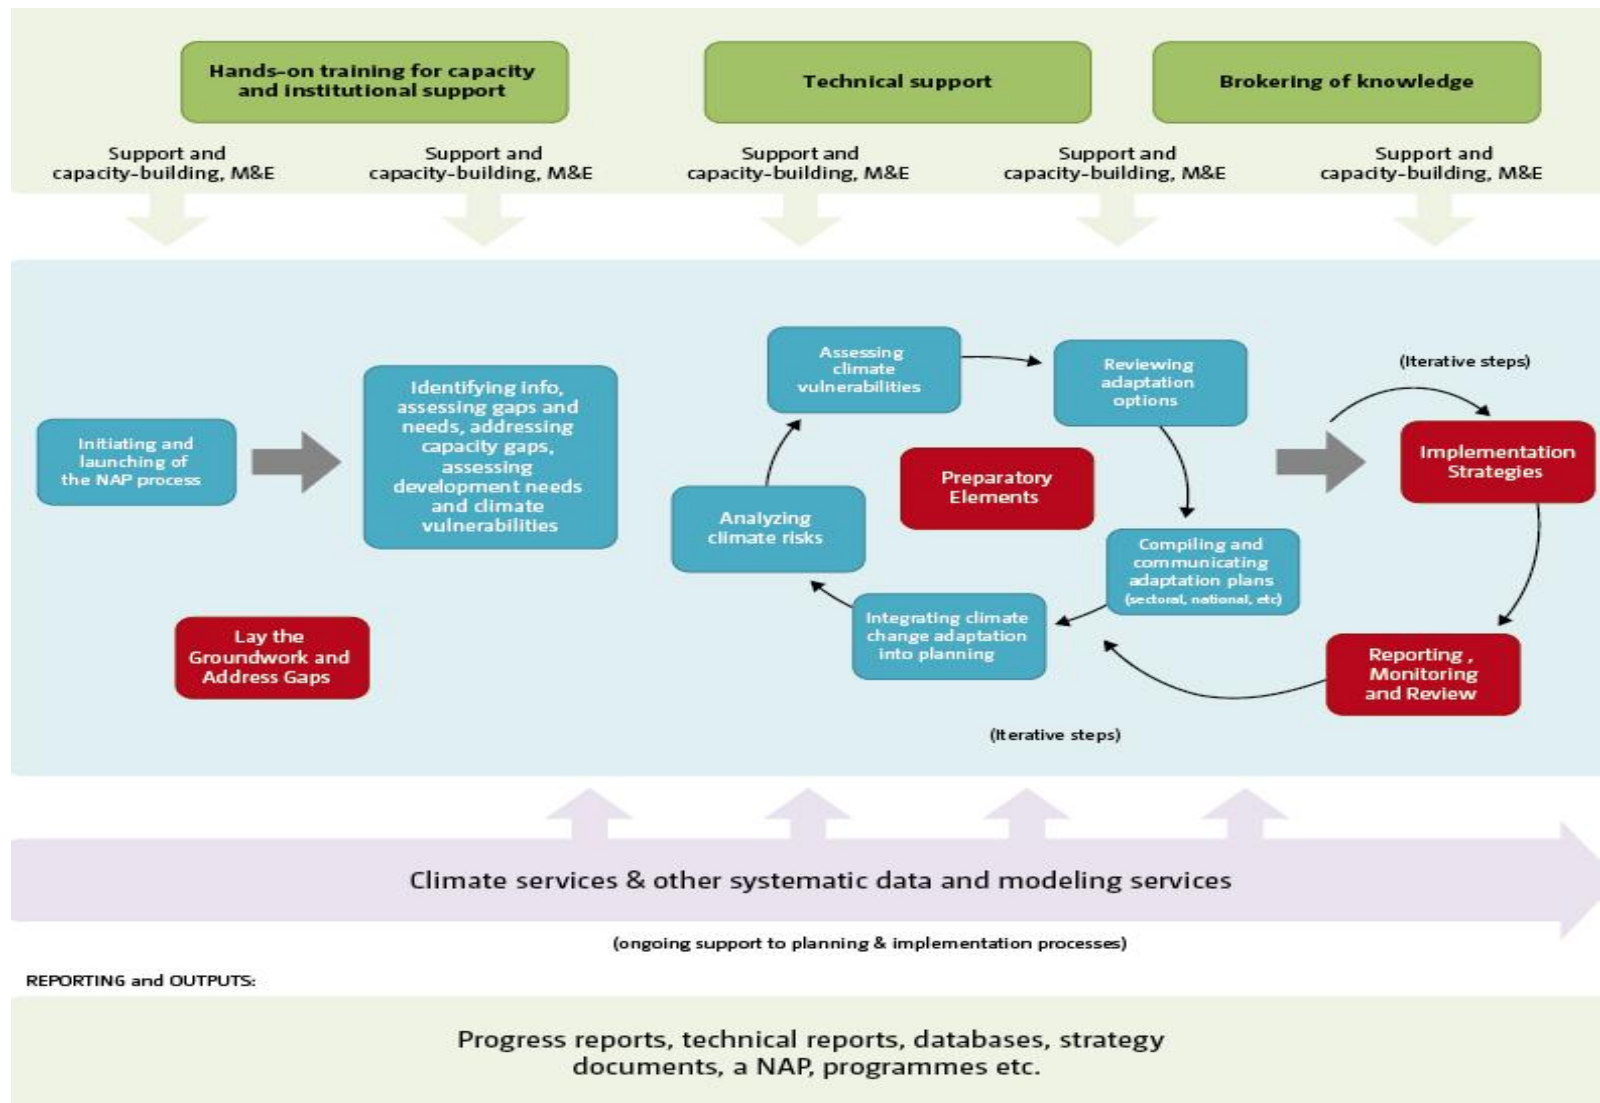 Hands-on training for capacity
and institutional support
Technical support
Brokering of knowledge
Support and
capacity-building, M&E
Support and
capacity-building, M&E
Support and
capacity-building, M&E
Support and
capacity-building, M&E
Support and
capacity-building, M&E
Initiating and
launching of
the NAP process
Identifying info,
assessing gaps and
needs, addressing
capacity gaps,
assessing
development needs
and climate
vulnerabilities
Lay the
Groundwork and
Address Gaps
Assessing
climate
vulnerabilities
Reviewing
adaptation
options
Preparatory
Elements
Analyzing
climate risks
Compiling and
communicating
adaptation plans
(sectoral, national, etc)
Integrating climate
change adaptation
into planning
(Iterative steps)
Implementation
Strategies
Reporting ,
Monitoring
and Review
(Iterative steps)
Climate services & other systematic data and modeling services
(ongoing support to planning & implementation processes)
REPORTING and OUTPUTS:
Progress reports, technical reports, databases, strategy
documents, a NAP, programmes etc.